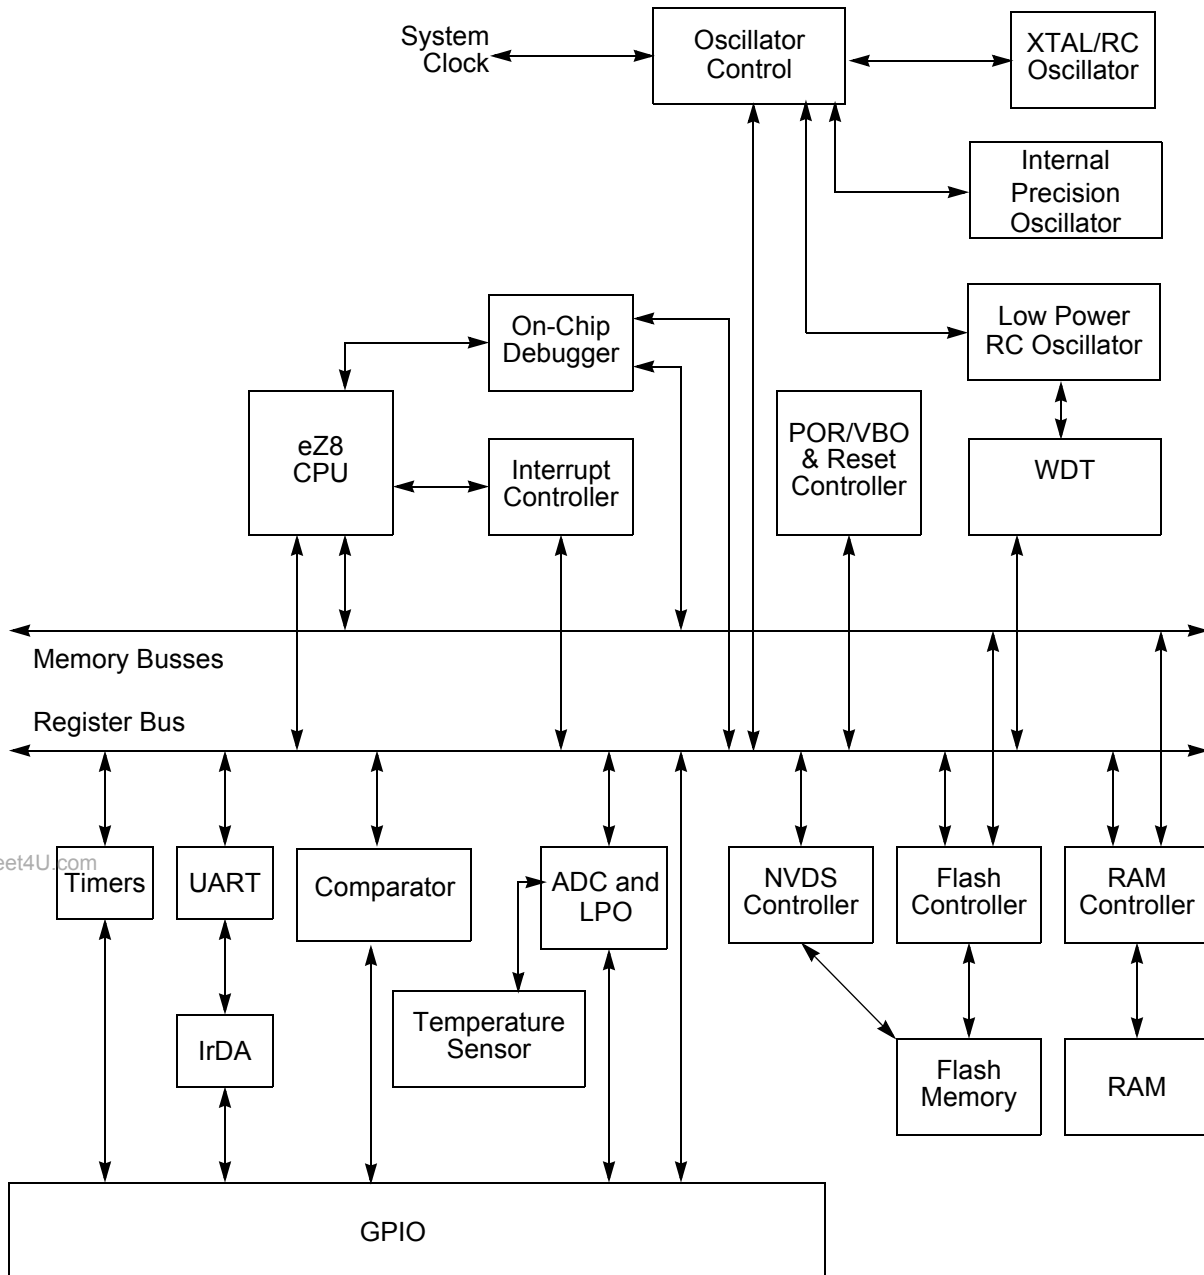 System
Clock
Oscillator
Control
XTAL/RC
Oscillator
Internal
Precision
Oscillator
Low Power
RC Oscillator
On-Chip
Debugger
eZ8
CPU
Interrupt
Controller
POR/VBO
& Reset
Controller
WDT
Memory Busses
Register Bus
eet4U.com
Timers
UART
Comparator
ADC and
LPO
NVDS
Controller
Flash
Controller
RAM
Controller
Temperature
Sensor
IrDA
Flash
Memory
RAM
GPIO